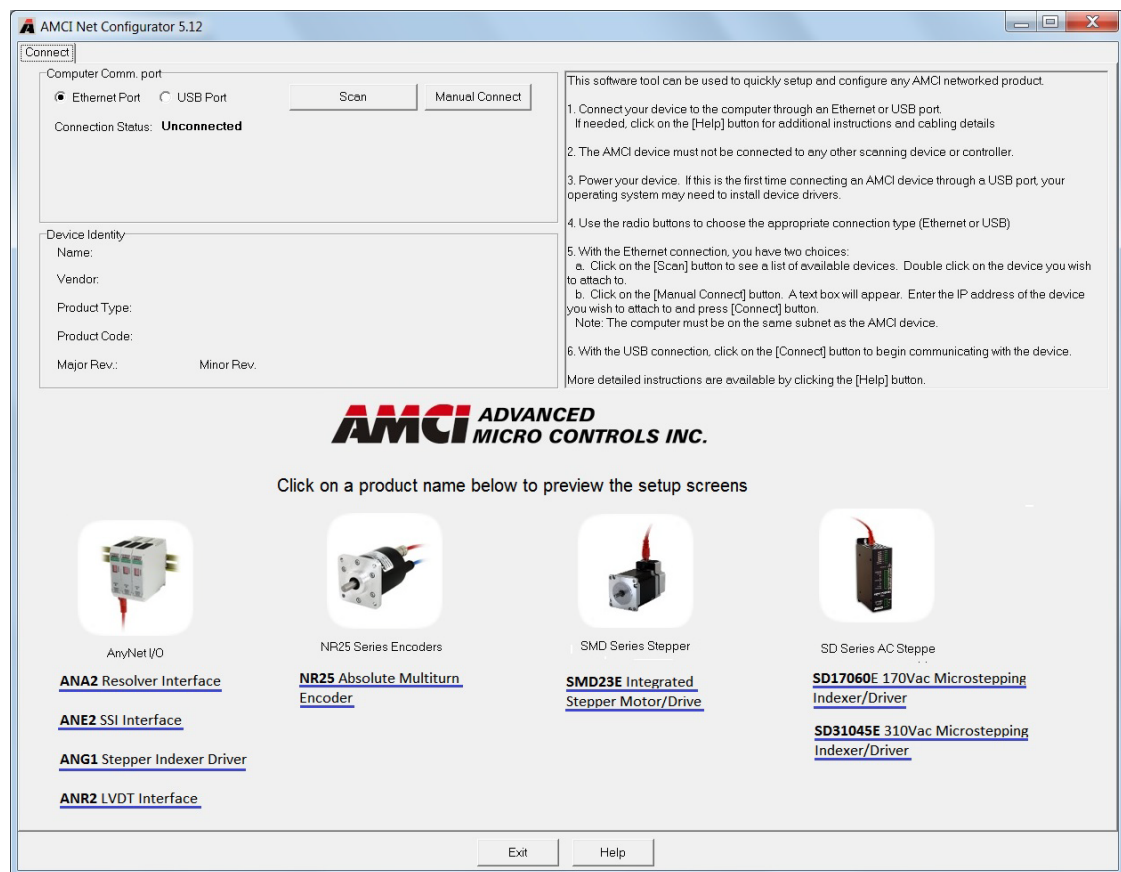 AMCI Net Configurator 5.12
Connect
Computer Comm. port
Ethernet Port USB Port Scan Manual Connect
Connection Status: Unconnected
Device Identity
Name:
Vendor:
Product Type:
Product Code:
Major Rev.: Minor Rev.
This software tool can be used to quickly setup and configure any AMCI networked product.
1. Connect your device to the computer through an Ethernet or USB port.
If needed, click on the [Help] button for additional instructions and cabling details
2. The AMCI device must not be connected to any other scanning device or controller.
3. Power your device. If this is the first time connecting an AMCI device through a USB port, your
operating system may need to install device drivers.
4. Use the radio buttons to choose the appropriate connection type (Ethernet or USB)
5. With the Ethernet connection, you have two choices:
a. Click on the [Scan] button to see a list of available devices. Double click on the device you wish
to attach to.
b. Click on the [Manual Connect] button. A text box will appear. Enter the IP address of the device
you wish to attach to and press [Connect] button.
Note: The computer must be on the same subnet as the AMCI device.
6. With the USB connection, click on the [Connect] button to begin communicating with the device.
More detailed instructions are available by clicking the [Help] button.
AMCI ADVANCED
MICRO CONTROLS INC.
Click on a product name below to preview the setup screens
AnyNet I/O
ANA2 Resolver Interface
ANE2 SSI Interface
ANG1 Stepper Indexer Driver
ANR2 LVDT Interface
NR25 Series Encoders
NR25 Absolute Multiturn
Encoder
SMD Series Stepper
SMD23E Integrated
Stepper Motor/Drive
SD Series AC Steppe
SD17060E 170Vac Microstepping
Indexer/Driver
SD31045E 310Vac Microstepping
Indexer/Driver
Exit Help